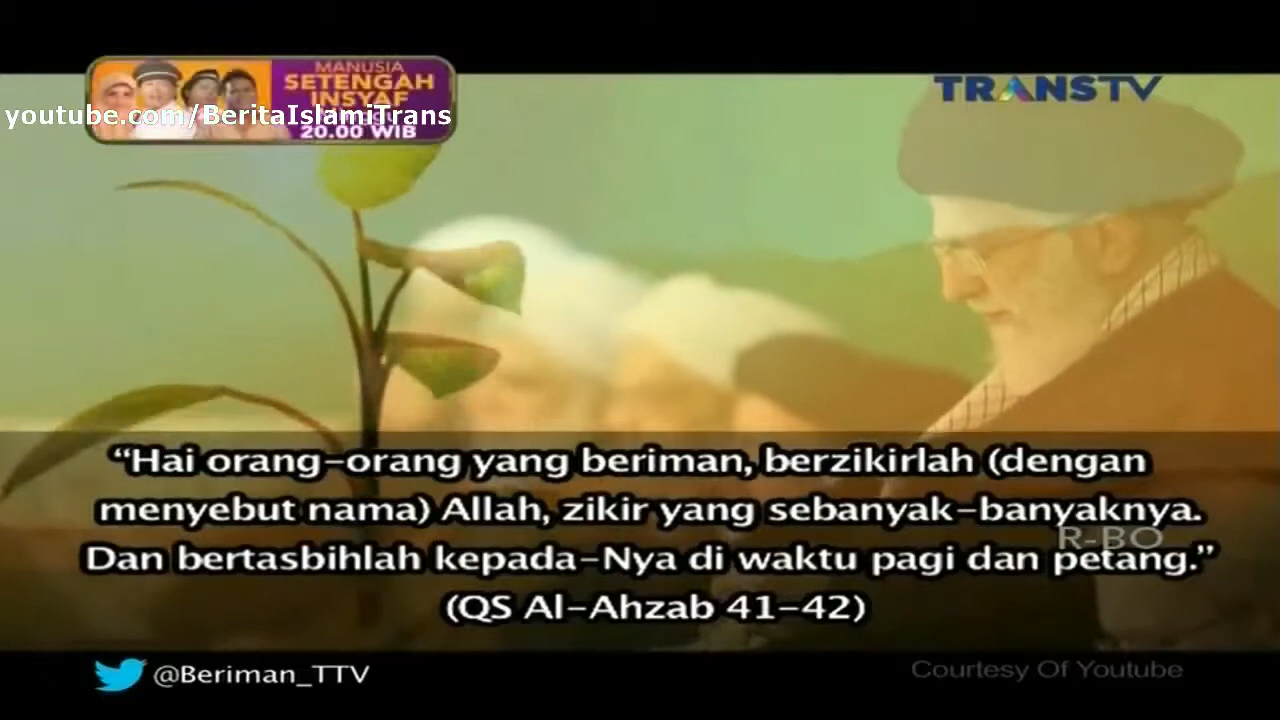 MANUSIA
SETENGAH
INSYAF
20.00 WIB
youtube.com/BeritaIslamiTrans
TRANSTV
“Hai orang-orang yang beriman, berzikirlah (dengan
menyebut nama) Allah, zikir yang sebanyak-banyaknya.
R-BO
Dan bertasbihlah kepada-Nya di waktu pagi dan petang.”
(QS Al-Ahzab 41-42)
@Beriman_TTV
Courtesy Of Youtube